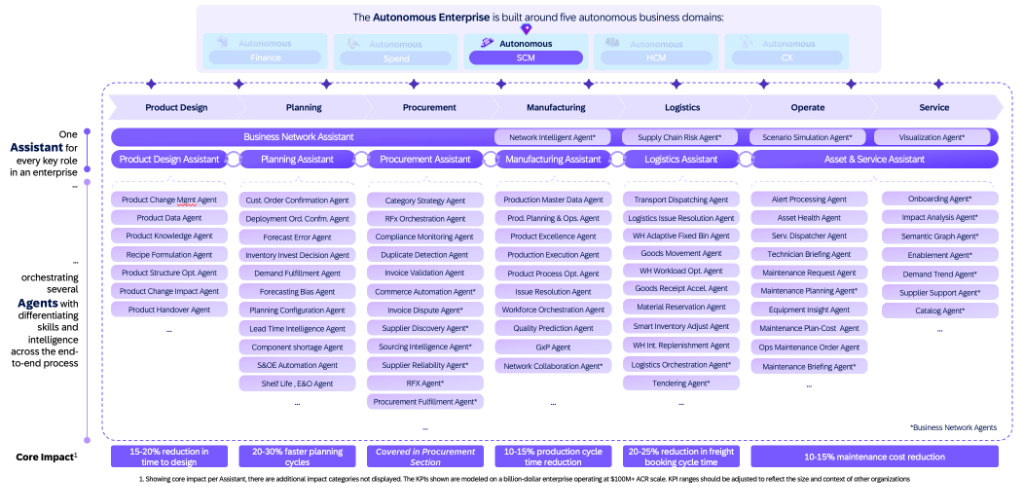 The Autonomous Enterprise is built around five autonomous business domains:
Autonomous
Finance
Autonomous
Spend
Autonomous
SCM
Autonomous
HCM
Autonomous
CX
Product Design
Planning
Procurement
Manufacturing
Logistics
Operate
Service
One
Assistant for
every key role
in an enterprise
...
Business Network Assistant
Network Intelligent Agent*
Supply Chain Risk Agent*
Scenario Simulation Agent*
Visualization Agent*
Product Design Assistant
Planning Assistant
Procurement Assistant
Manufacturing Assistant
Logistics Assistant
Asset & Service Assistant
...
orchestrating
several
Agents with
differentiating
skills and
intelligence
across the end-
to-end process
Product Change Mgmt Agent
Product Data Agent
Product Knowledge Agent
Recipe Formulation Agent
Product Structure Opt. Agent
Product Change Impact Agent
Product Handover Agent
...
Cust. Order Confirmation Agent
Deployment Ord. Confm. Agent
Forecast Error Agent
Inventory Invest Decision Agent
Demand Fulfillment Agent
Forecasting Bias Agent
Planning Configuration Agent
Lead Time Intelligence Agent
Component shortage Agent
S&OE Automation Agent
Shelf Life , E&O Agent
...
Category Strategy Agent
RFx Orchestration Agent
Compliance Monitoring Agent
Duplicate Detection Agent
Invoice Validation Agent
Commerce Automation Agent*
Invoice Dispute Agent*
Supplier Discovery Agent*
Sourcing Intelligence Agent*
Supplier Reliability Agent*
RFX Agent*
Procurement Fulfillment Agent*
...
Production Master Data Agent
Prod. Planning & Ops. Agent
Product Excellence Agent
Production Execution Agent
Product Process Opt. Agent
Issue Resolution Agent
Workforce Orchestration Agent
Quality Prediction Agent
GxP Agent
Network Collaboration Agent*
...
Transport Dispatching Agent
Logistics Issue Resolution Agent
WH Adaptive Fixed Bin Agent
Goods Movement Agent
WH Workload Opt. Agent
Goods Receipt Accel. Agent
Material Reservation Agent
Smart Inventory Adjust Agent
WH Int. Replenishment Agent
Logistics Orchestration Agent*
Tendering Agent*
...
Alert Processing Agent
Asset Health Agent
Serv. Dispatcher Agent
Technician Briefing Agent
Maintenance Request Agent
Maintenance Planning Agent*
Equipment Insight Agent
Maintenance Plan-Cost Agent
Ops Maintenance Order Agent
Maintenance Briefing Agent*
...
Onboarding Agent*
Impact Analysis Agent*
Semantic Graph Agent*
Enablement Agent*
Demand Trend Agent*
Supplier Support Agent*
Catalog Agent*
...
*Business Network Agents
Core Impact1
15-20% reduction in
time to design
20-30% faster planning
cycles
Covered in Procurement
Section
10-15% production cycle
time reduction
20-25% reduction in freight
booking cycle time
10-15% maintenance cost reduction
1. Showing core impact per Assistant, there are additional impact categories not displayed. The KPIs shown are modeled on a billion-dollar enterprise operating at $100M+ ACR scale. KPI ranges should be adjusted to reflect the size and context of other organizations